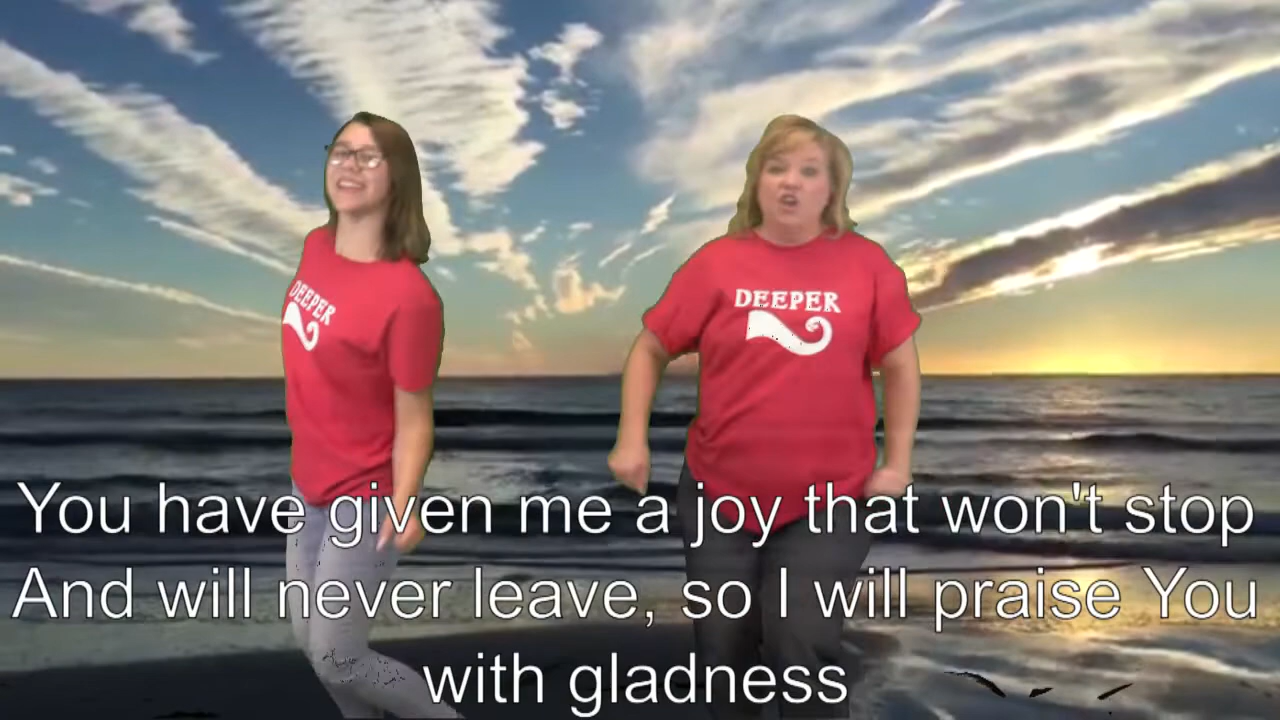 DEEPER
DEEPER
You have given me a joy that won't stop
And will never leave, so I will praise You
with gladness